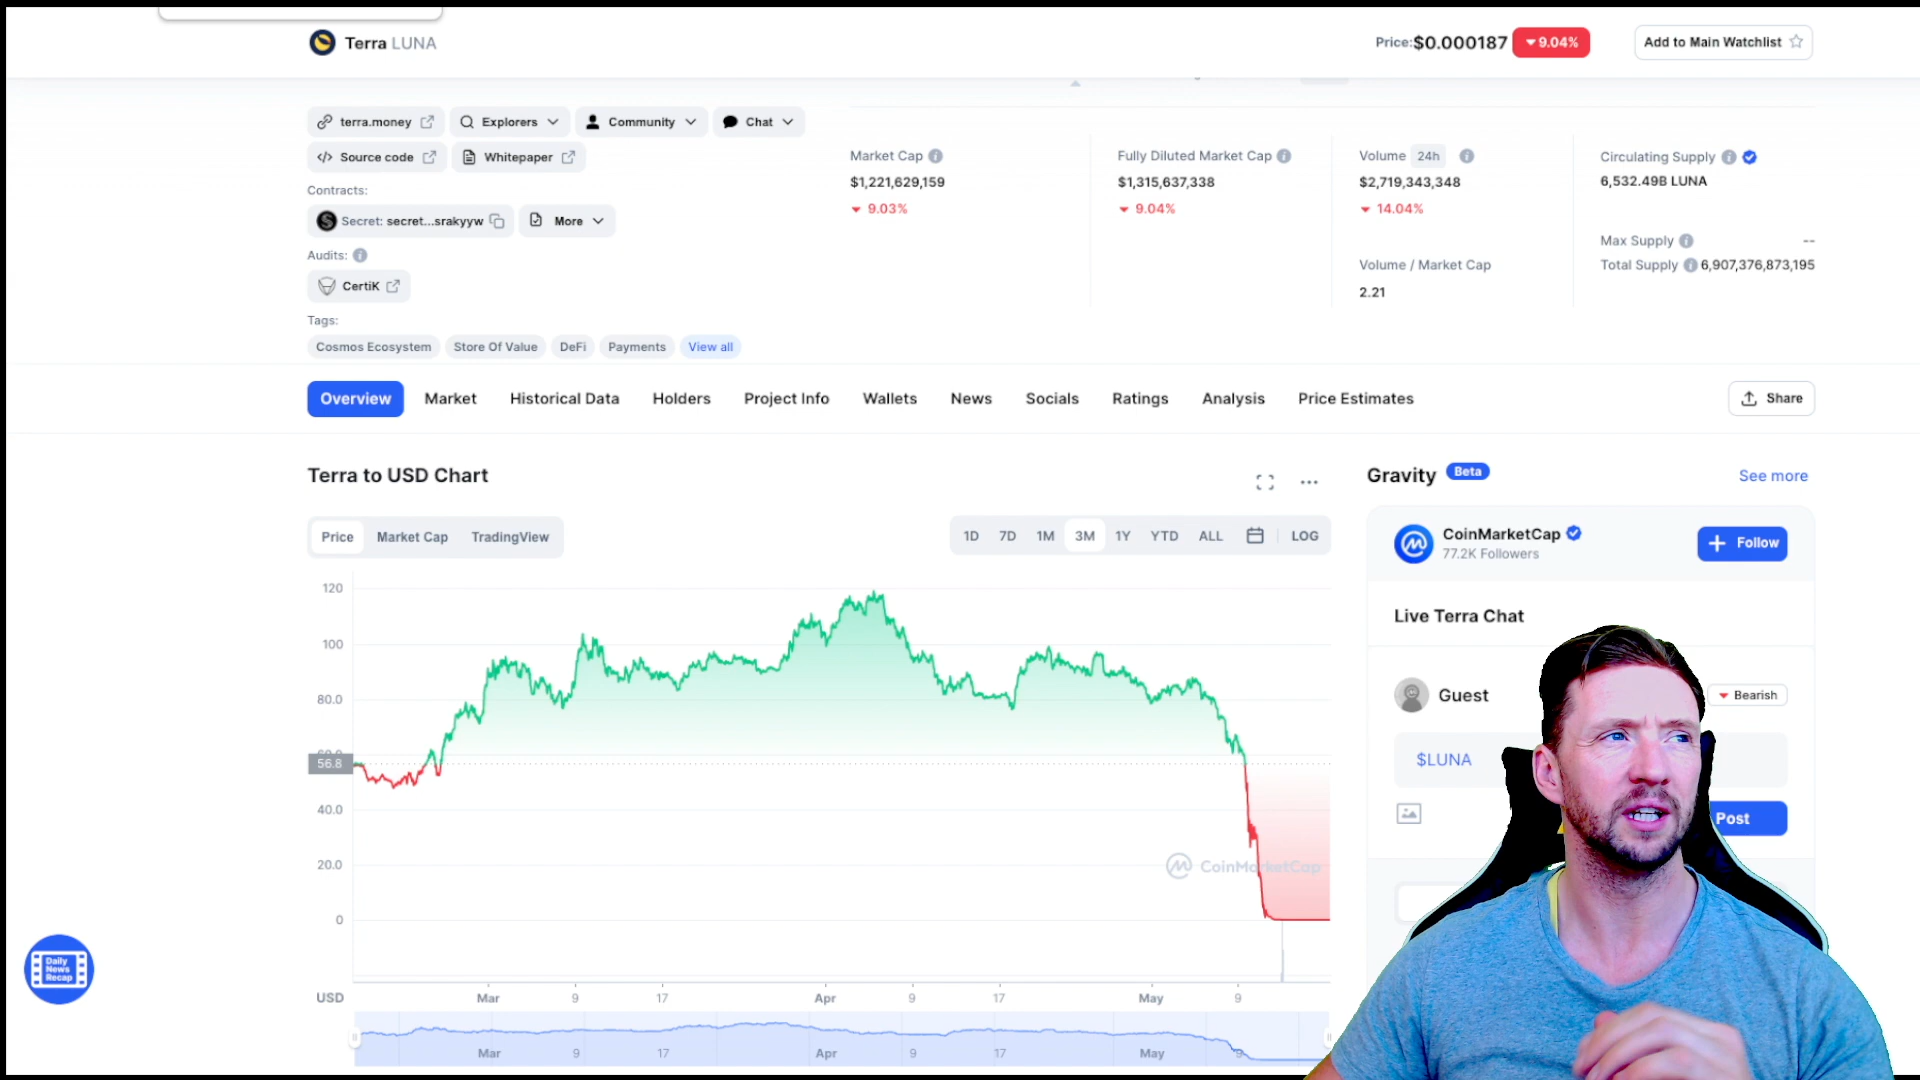 Terra LUNA
Price:$0.000187 9.04%
Add to Main Watchlist
terra.money Explorers Community Chat
Source code Whitepaper
Contracts:
Secret: secret...srakyyw More
Audits:
CertiK
Tags:
Cosmos Ecosystem Store Of Value DeFi Payments View all
Market Cap
$1,221,629,159
9.03%
Fully Diluted Market Cap
$1,315,637,338
9.04%
Volume 24h
$2,719,343,348
14.04%
Volume / Market Cap
2.21
Circulating Supply
6,532.49B LUNA
Max Supply --
Total Supply 6,907,376,873,195
Overview Market Historical Data Holders Project Info Wallets News Socials Ratings Analysis Price Estimates Share
Terra to USD Chart
Price Market Cap TradingView
1D 7D 1M 3M 1Y YTD ALL LOG
120
100
80.0
60.0
56.8
40.0
20.0
0
CoinMarketCap
USD Mar 9 17 Apr 9 17 May 9
Mar 9 17 Apr 9 17 May 9
Gravity Beta See more
CoinMarketCap
77.2K Followers
Follow
Live Terra Chat
Guest Bearish
$LUNA
Post
Daily
News
Recap